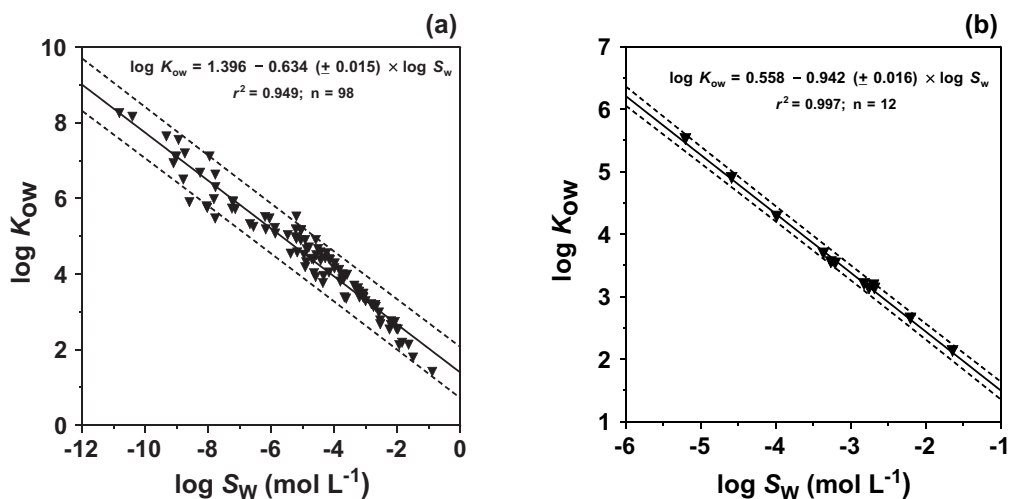 (a)
log Kow = 1.396 − 0.634 (± 0.015) × log Sw
r² = 0.949; n = 98
10
8
6
4
2
0
log KOW
-12 -10 -8 -6 -4 -2 0
log SW (mol L⁻¹)
(b)
log Kow = 0.558 − 0.942 (± 0.016) × log Sw
r² = 0.997; n = 12
7
6
5
4
3
2
1
log KOW
-6 -5 -4 -3 -2 -1
log SW (mol L⁻¹)